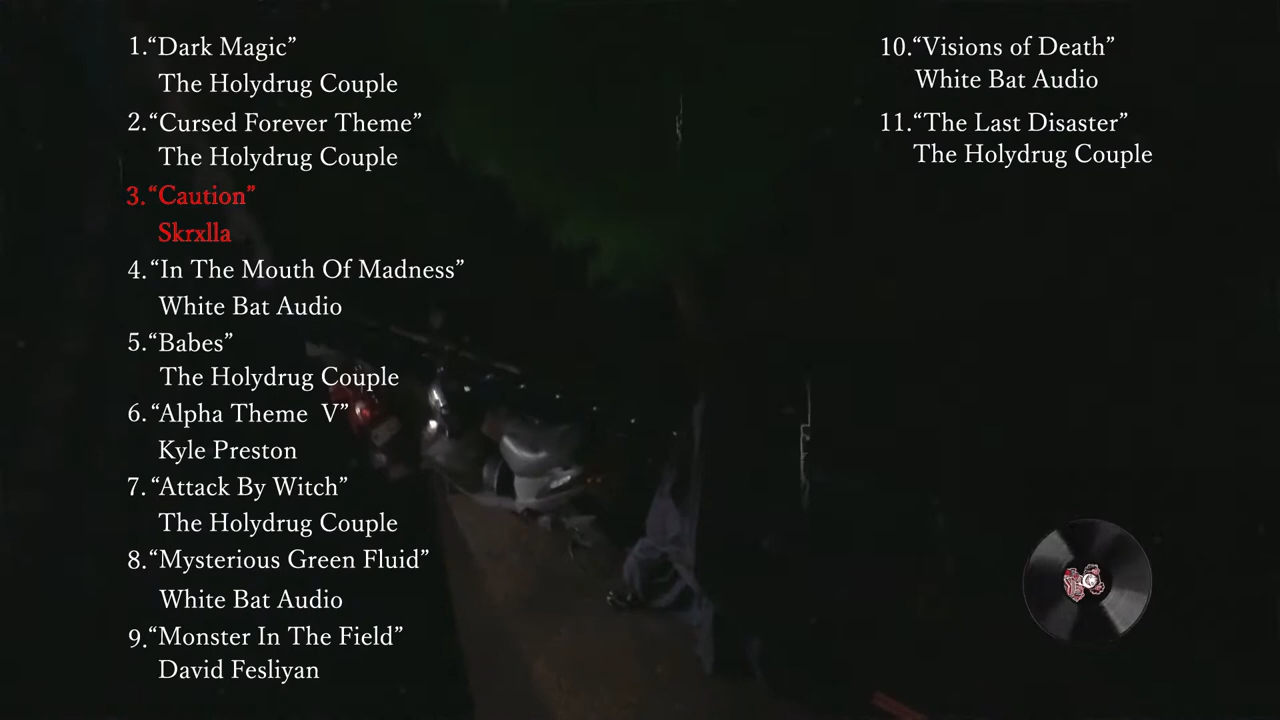 1.“Dark Magic”
The Holydrug Couple
2.“Cursed Forever Theme”
The Holydrug Couple
3.“Caution”
Skrxlla
4.“In The Mouth Of Madness”
White Bat Audio
5.“Babes”
The Holydrug Couple
6.“Alpha Theme V”
Kyle Preston
7.“Attack By Witch”
The Holydrug Couple
8.“Mysterious Green Fluid”
White Bat Audio
9.“Monster In The Field”
David Fesliyan
10.“Visions of Death”
White Bat Audio
11.“The Last Disaster”
The Holydrug Couple